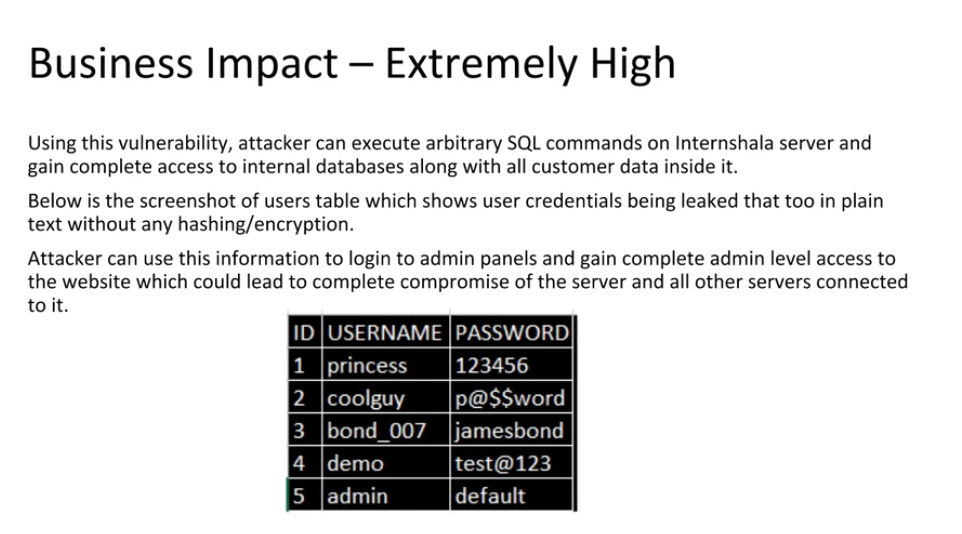 Business Impact – Extremely High
Using this vulnerability, attacker can execute arbitrary SQL commands on Internshala server and
gain complete access to internal databases along with all customer data inside it.
Below is the screenshot of users table which shows user credentials being leaked that too in plain
text without any hashing/encryption.
Attacker can use this information to login to admin panels and gain complete admin level access to
the website which could lead to complete compromise of the server and all other servers connected
to it.
ID USERNAME PASSWORD
1 princess 123456
2 coolguy p@$$word
3 bond_007 jamesbond
4 demo test@123
5 admin default